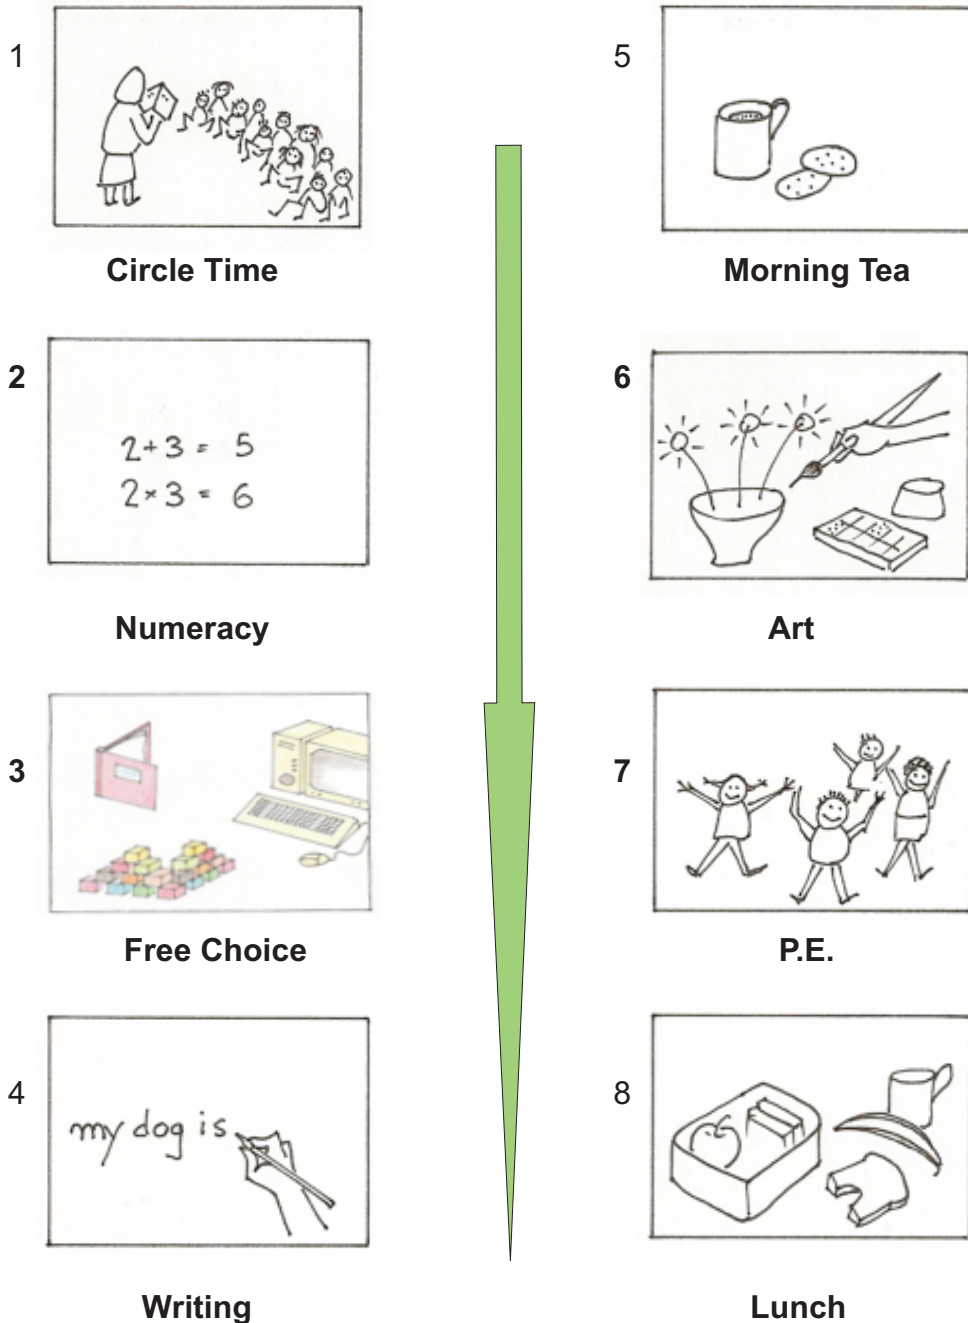 1
Circle Time
2
2+3 = 5
2×3 = 6
Numeracy
3
Free Choice
4
my dog is
Writing
5
Morning Tea
6
Art
7
P.E.
8
Lunch